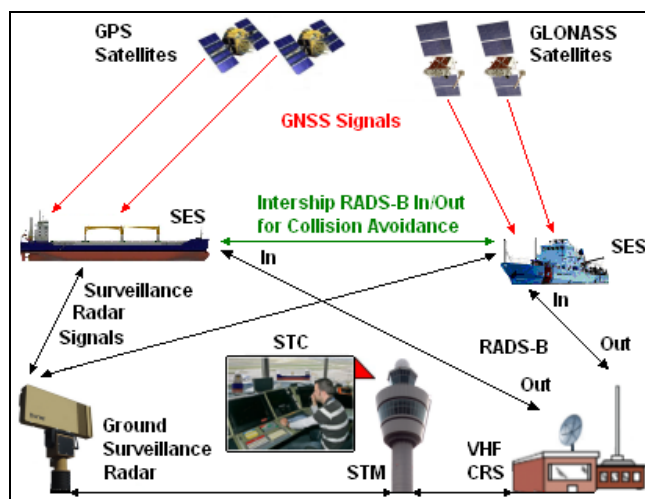 GPS
Satellites
GLONASS
Satellites
GNSS Signals
SES
Intership RADS-B In/Out
for Collision Avoidance
SES
In
In
Surveillance
Radar
Signals
STC
RADS-B
Out
Out
Ground
Surveillance
Radar
STM
VHF
CRS